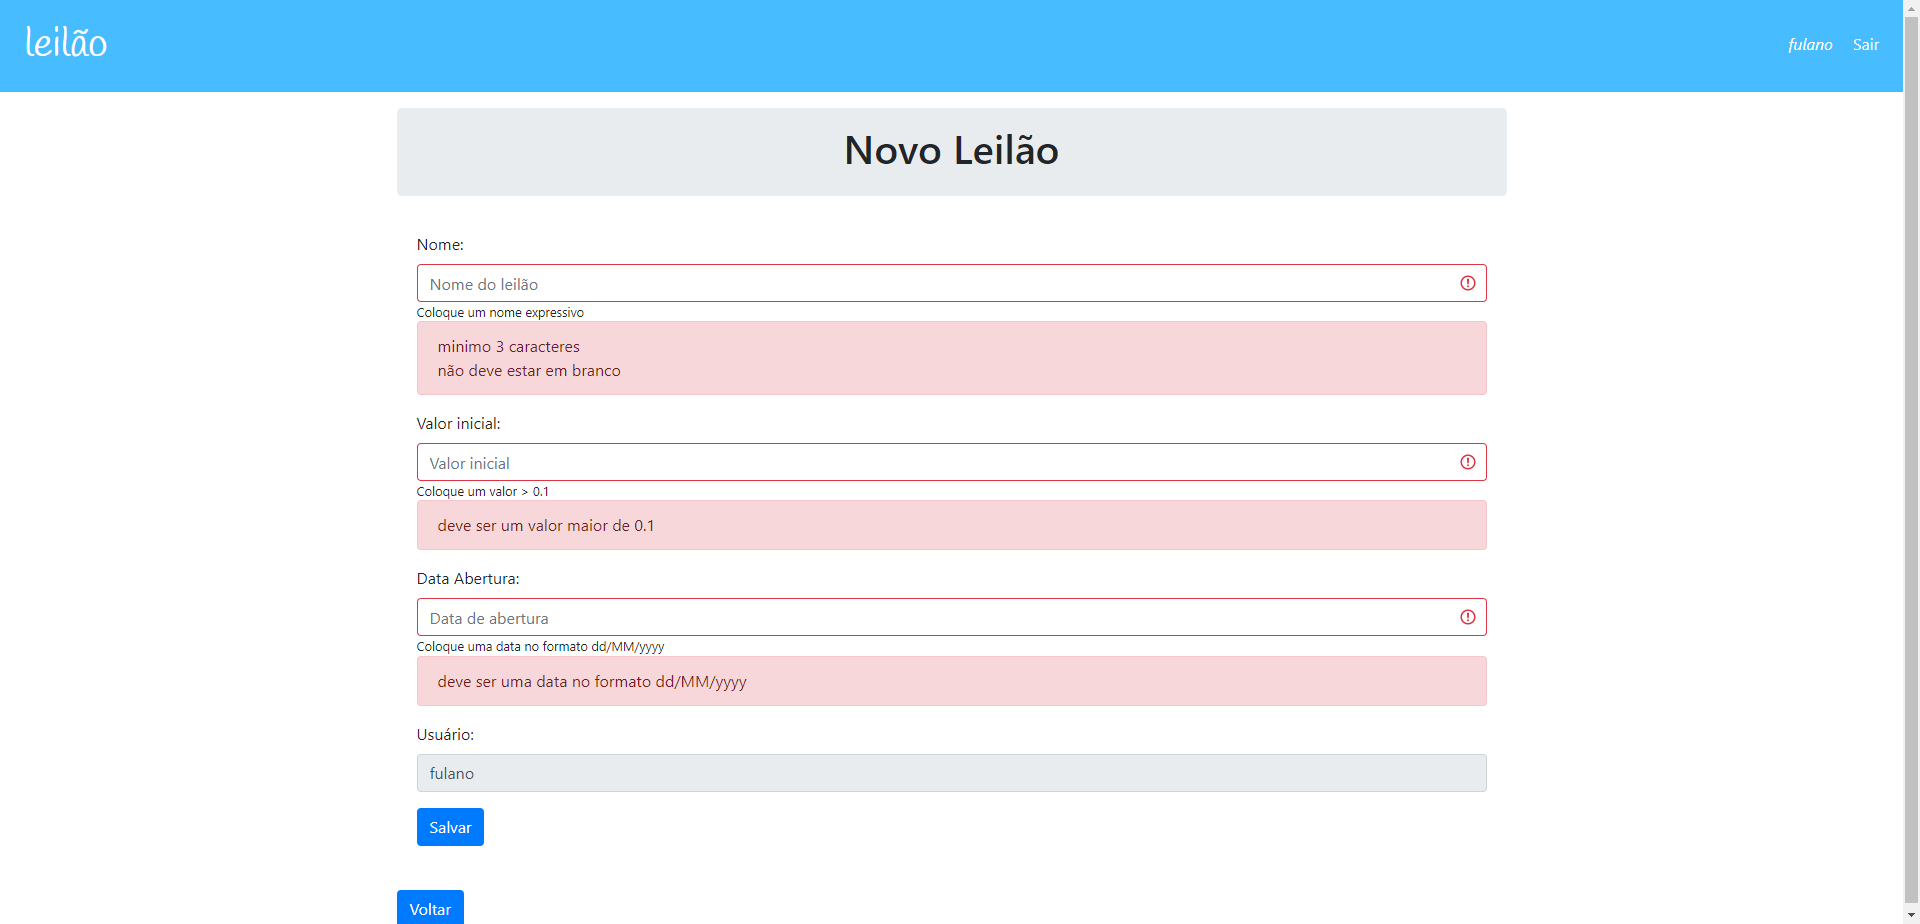 leilão
fulano Sair
Novo Leilão
Nome:
Nome do leilão
Coloque um nome expressivo
minimo 3 caracteres
não deve estar em branco
Valor inicial:
Valor inicial
Coloque um valor > 0.1
deve ser um valor maior de 0.1
Data Abertura:
Data de abertura
Coloque uma data no formato dd/MM/yyyy
deve ser uma data no formato dd/MM/yyyy
Usuário:
fulano
Salvar
Voltar